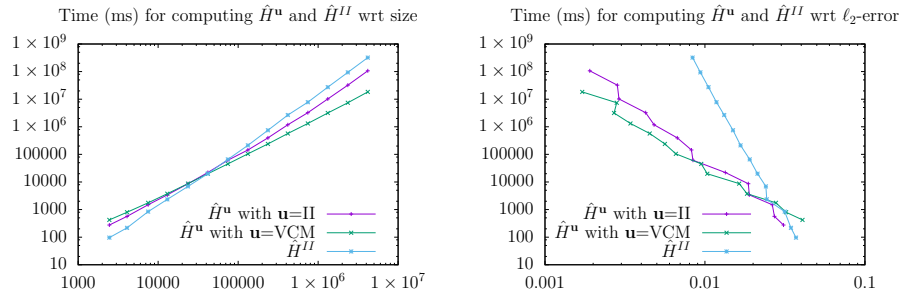 Time (ms) for computing Ĥᵘ and Ĥᴵᴵ wrt size
1 × 10⁹
1 × 10⁸
1 × 10⁷
1 × 10⁶
100000
10000
1000
100
10
Ĥᵘ with u=II
Ĥᵘ with u=VCM
Ĥᴵᴵ
1000 10000 100000 1 × 10⁶ 1 × 10⁷
Time (ms) for computing Ĥᵘ and Ĥᴵᴵ wrt ℓ₂-error
1 × 10⁹
1 × 10⁸
1 × 10⁷
1 × 10⁶
100000
10000
1000
100
10
Ĥᵘ with u=II
Ĥᵘ with u=VCM
Ĥᴵᴵ
0.001 0.01 0.1